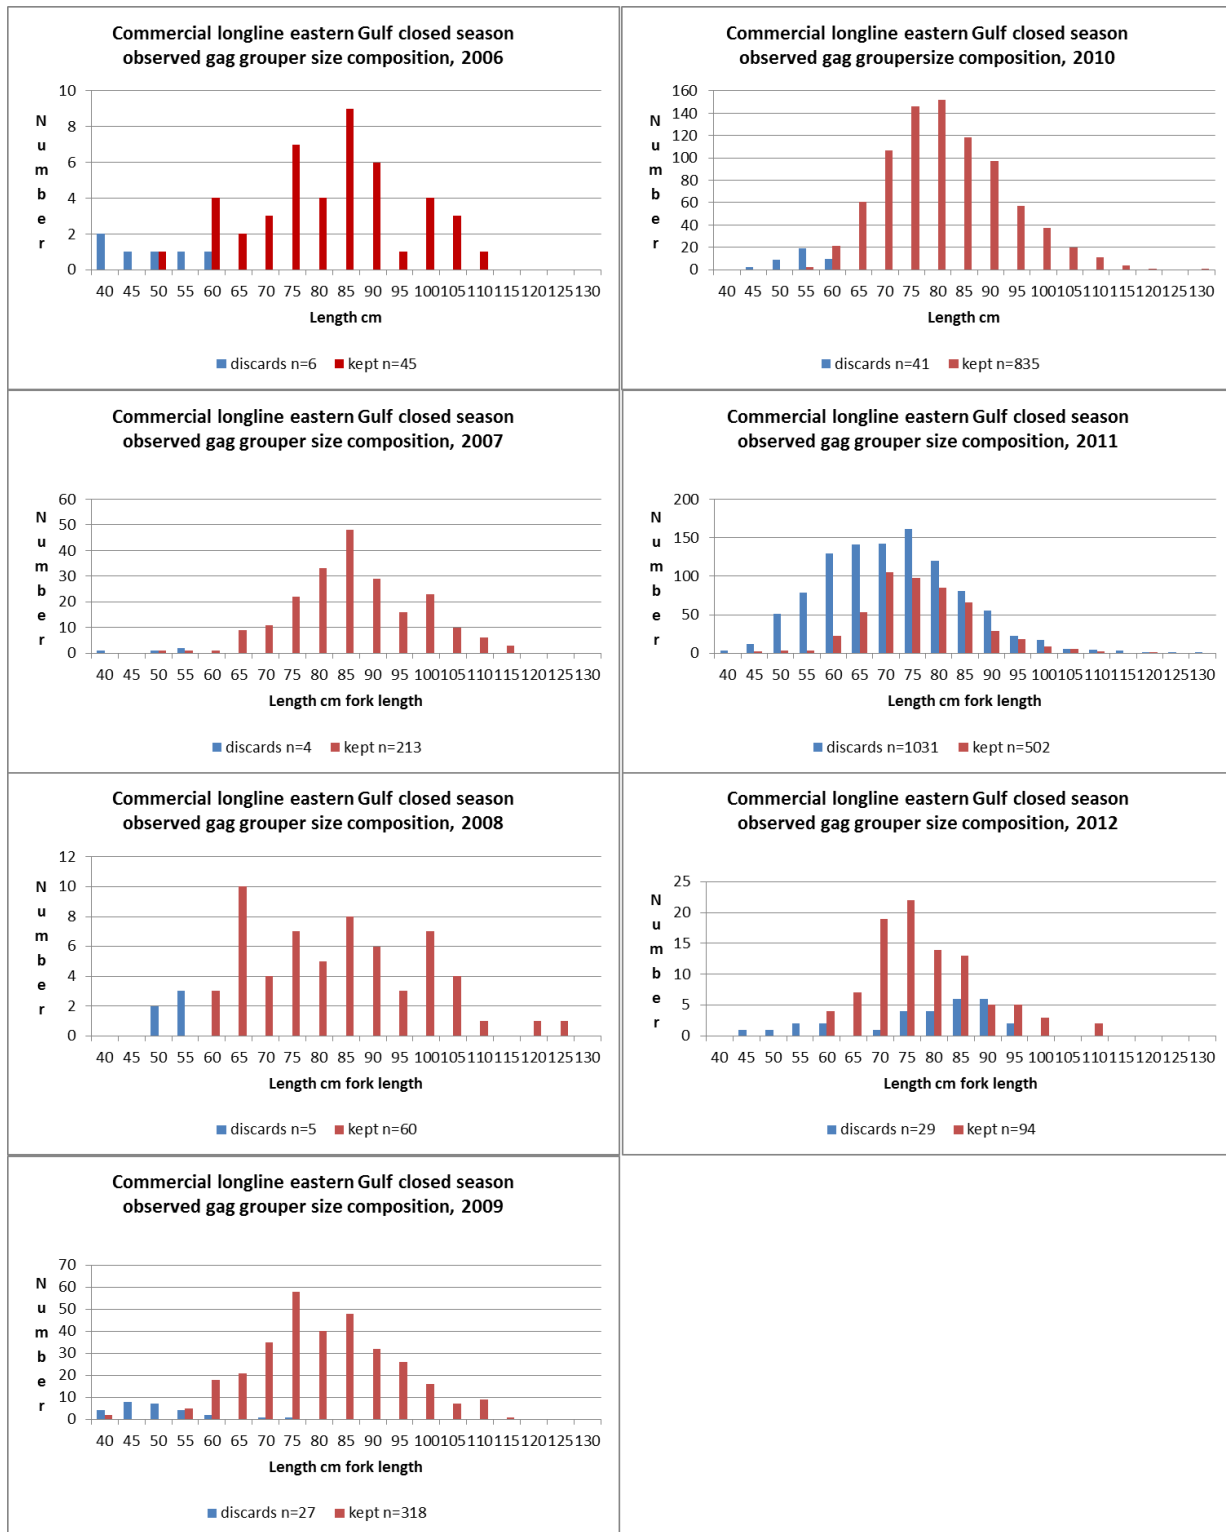 Commercial longline eastern Gulf closed season
observed gag grouper size composition, 2006
Number
10
8
6
4
2
0
40 45 50 55 60 65 70 75 80 85 90 95 100 105 110 115 120 125 130
Length cm
discards n=6 kept n=45
Commercial longline eastern Gulf closed season
observed gag groupersize composition, 2010
Number
160
140
120
100
80
60
40
20
0
40 45 50 55 60 65 70 75 80 85 90 95 100 105 110 115 120 125 130
Length cm
discards n=41 kept n=835
Commercial longline eastern Gulf closed season
observed gag grouper size composition, 2007
Number
60
50
40
30
20
10
0
40 45 50 55 60 65 70 75 80 85 90 95 100 105 110 115 120 125 130
Length cm fork length
discards n=4 kept n=213
Commercial longline eastern Gulf closed season
observed gag grouper size composition, 2011
Number
200
150
100
50
0
40 45 50 55 60 65 70 75 80 85 90 95 100 105 110 115 120 125 130
Length cm fork length
discards n=1031 kept n=502
Commercial longline eastern Gulf closed season
observed gag grouper size composition, 2008
Number
12
10
8
6
4
2
0
40 45 50 55 60 65 70 75 80 85 90 95 100 105 110 115 120 125 130
Length cm fork length
discards n=5 kept n=60
Commercial longline eastern Gulf closed season
observed gag grouper size composition, 2012
Number
25
20
15
10
5
0
40 45 50 55 60 65 70 75 80 85 90 95 100 105 110 115 120 125 130
Length cm fork length
discards n=29 kept n=94
Commercial longline eastern Gulf closed season
observed gag grouper size composition, 2009
Number
70
60
50
40
30
20
10
0
40 45 50 55 60 65 70 75 80 85 90 95 100 105 110 115 120 125 130
Length cm fork length
discards n=27 kept n=318